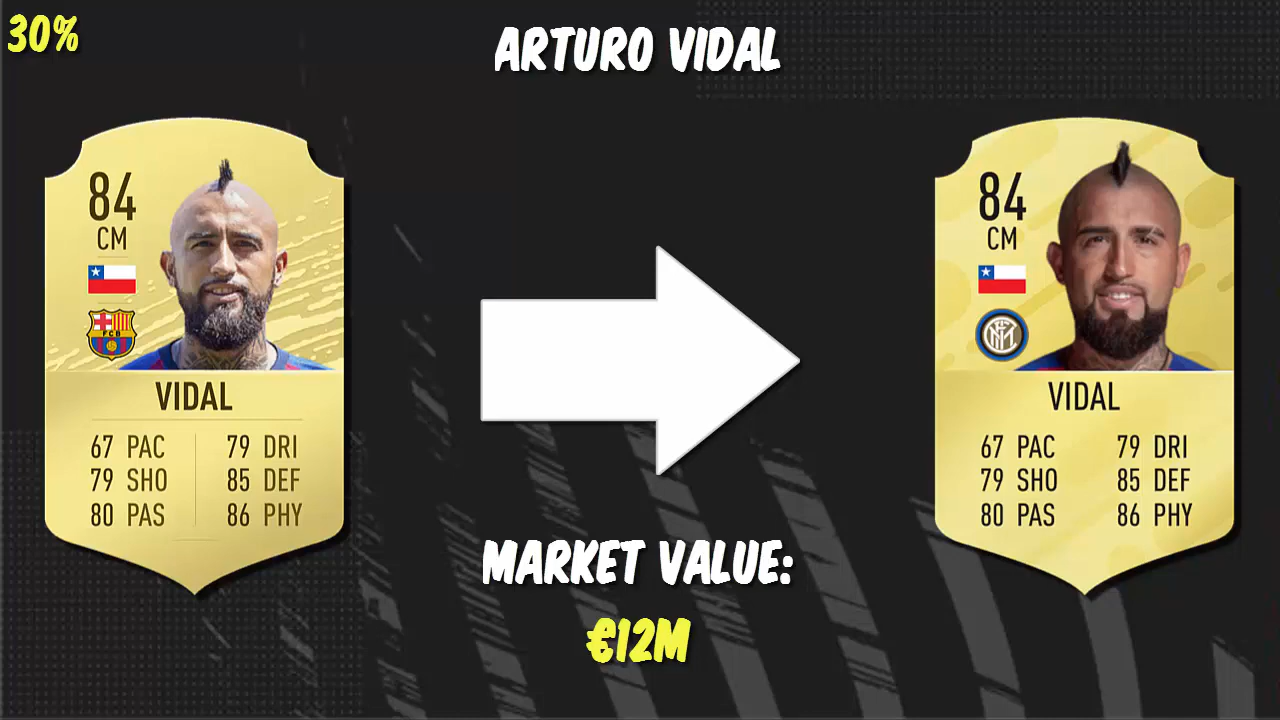 30%
ARTURO VIDAL
84
CM
FCB
VIDAL
67 PAC 79 DRI
79 SHO 85 DEF
80 PAS 86 PHY
84
CM
VIDAL
67 PAC 79 DRI
79 SHO 85 DEF
80 PAS 86 PHY
MARKET VALUE:
€12M